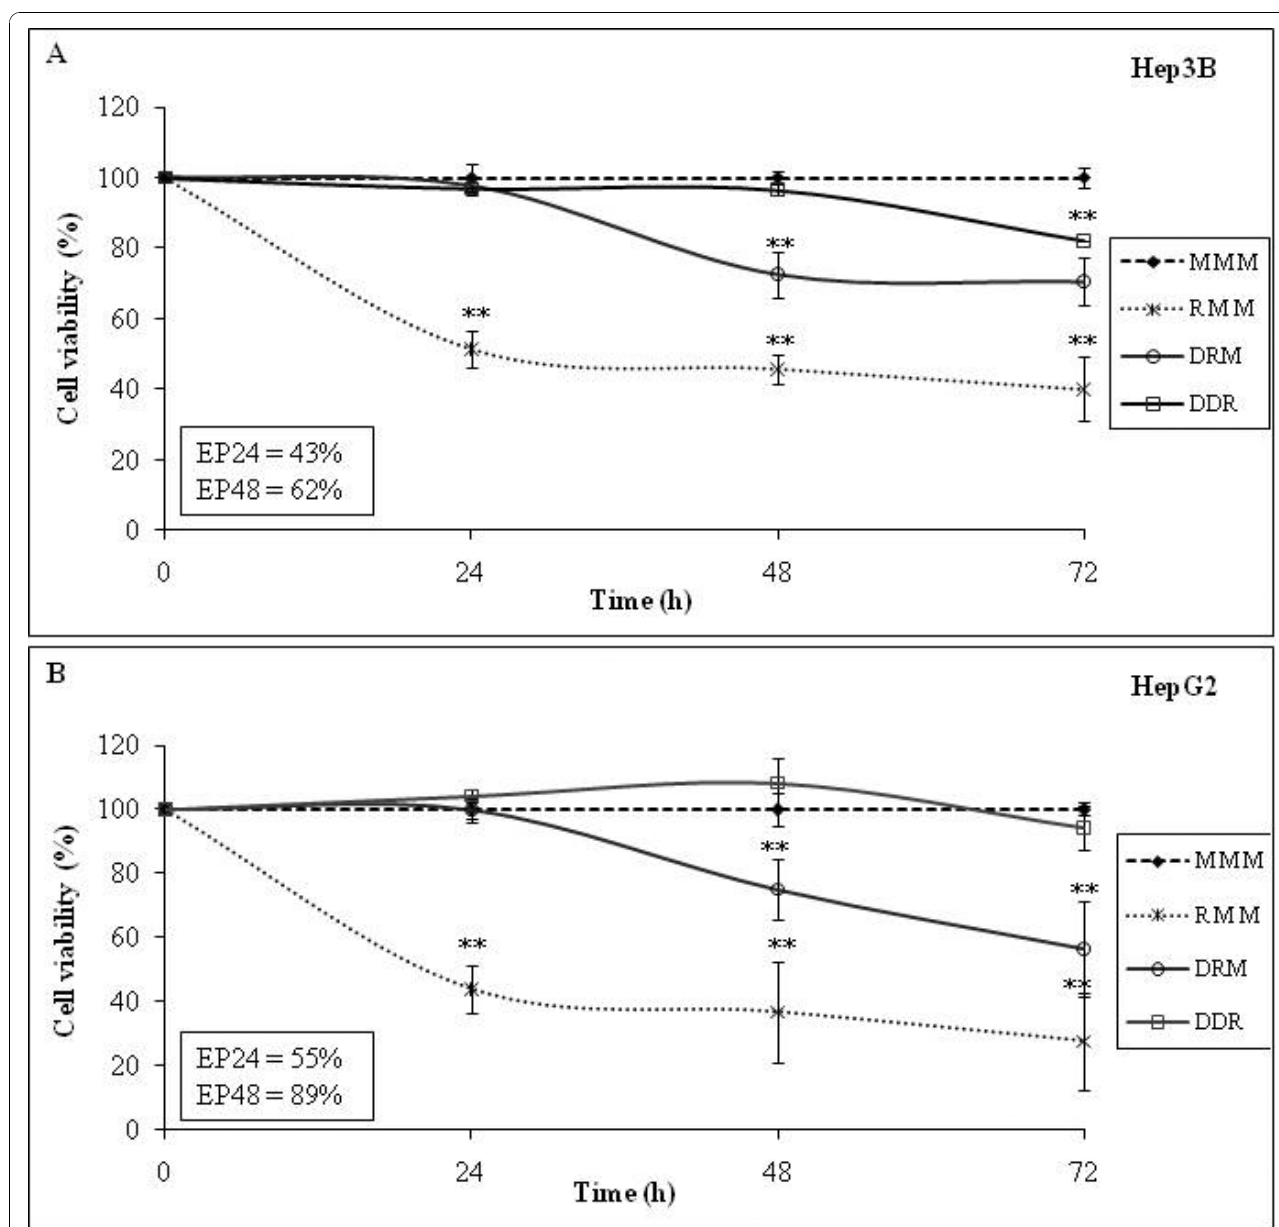 A
Hep3B
120
100
80
60
40
20
0
Cell viability (%)
**
**
**
**
**
EP24 = 43%
EP48 = 62%
MMM
RMM
DRM
DDR
0 24 48 72
Time (h)
B
HepG2
120
100
80
60
40
20
0
Cell viability (%)
**
**
**
**
**
EP24 = 55%
EP48 = 89%
MMM
RMM
DRM
DDR
0 24 48 72
Time (h)